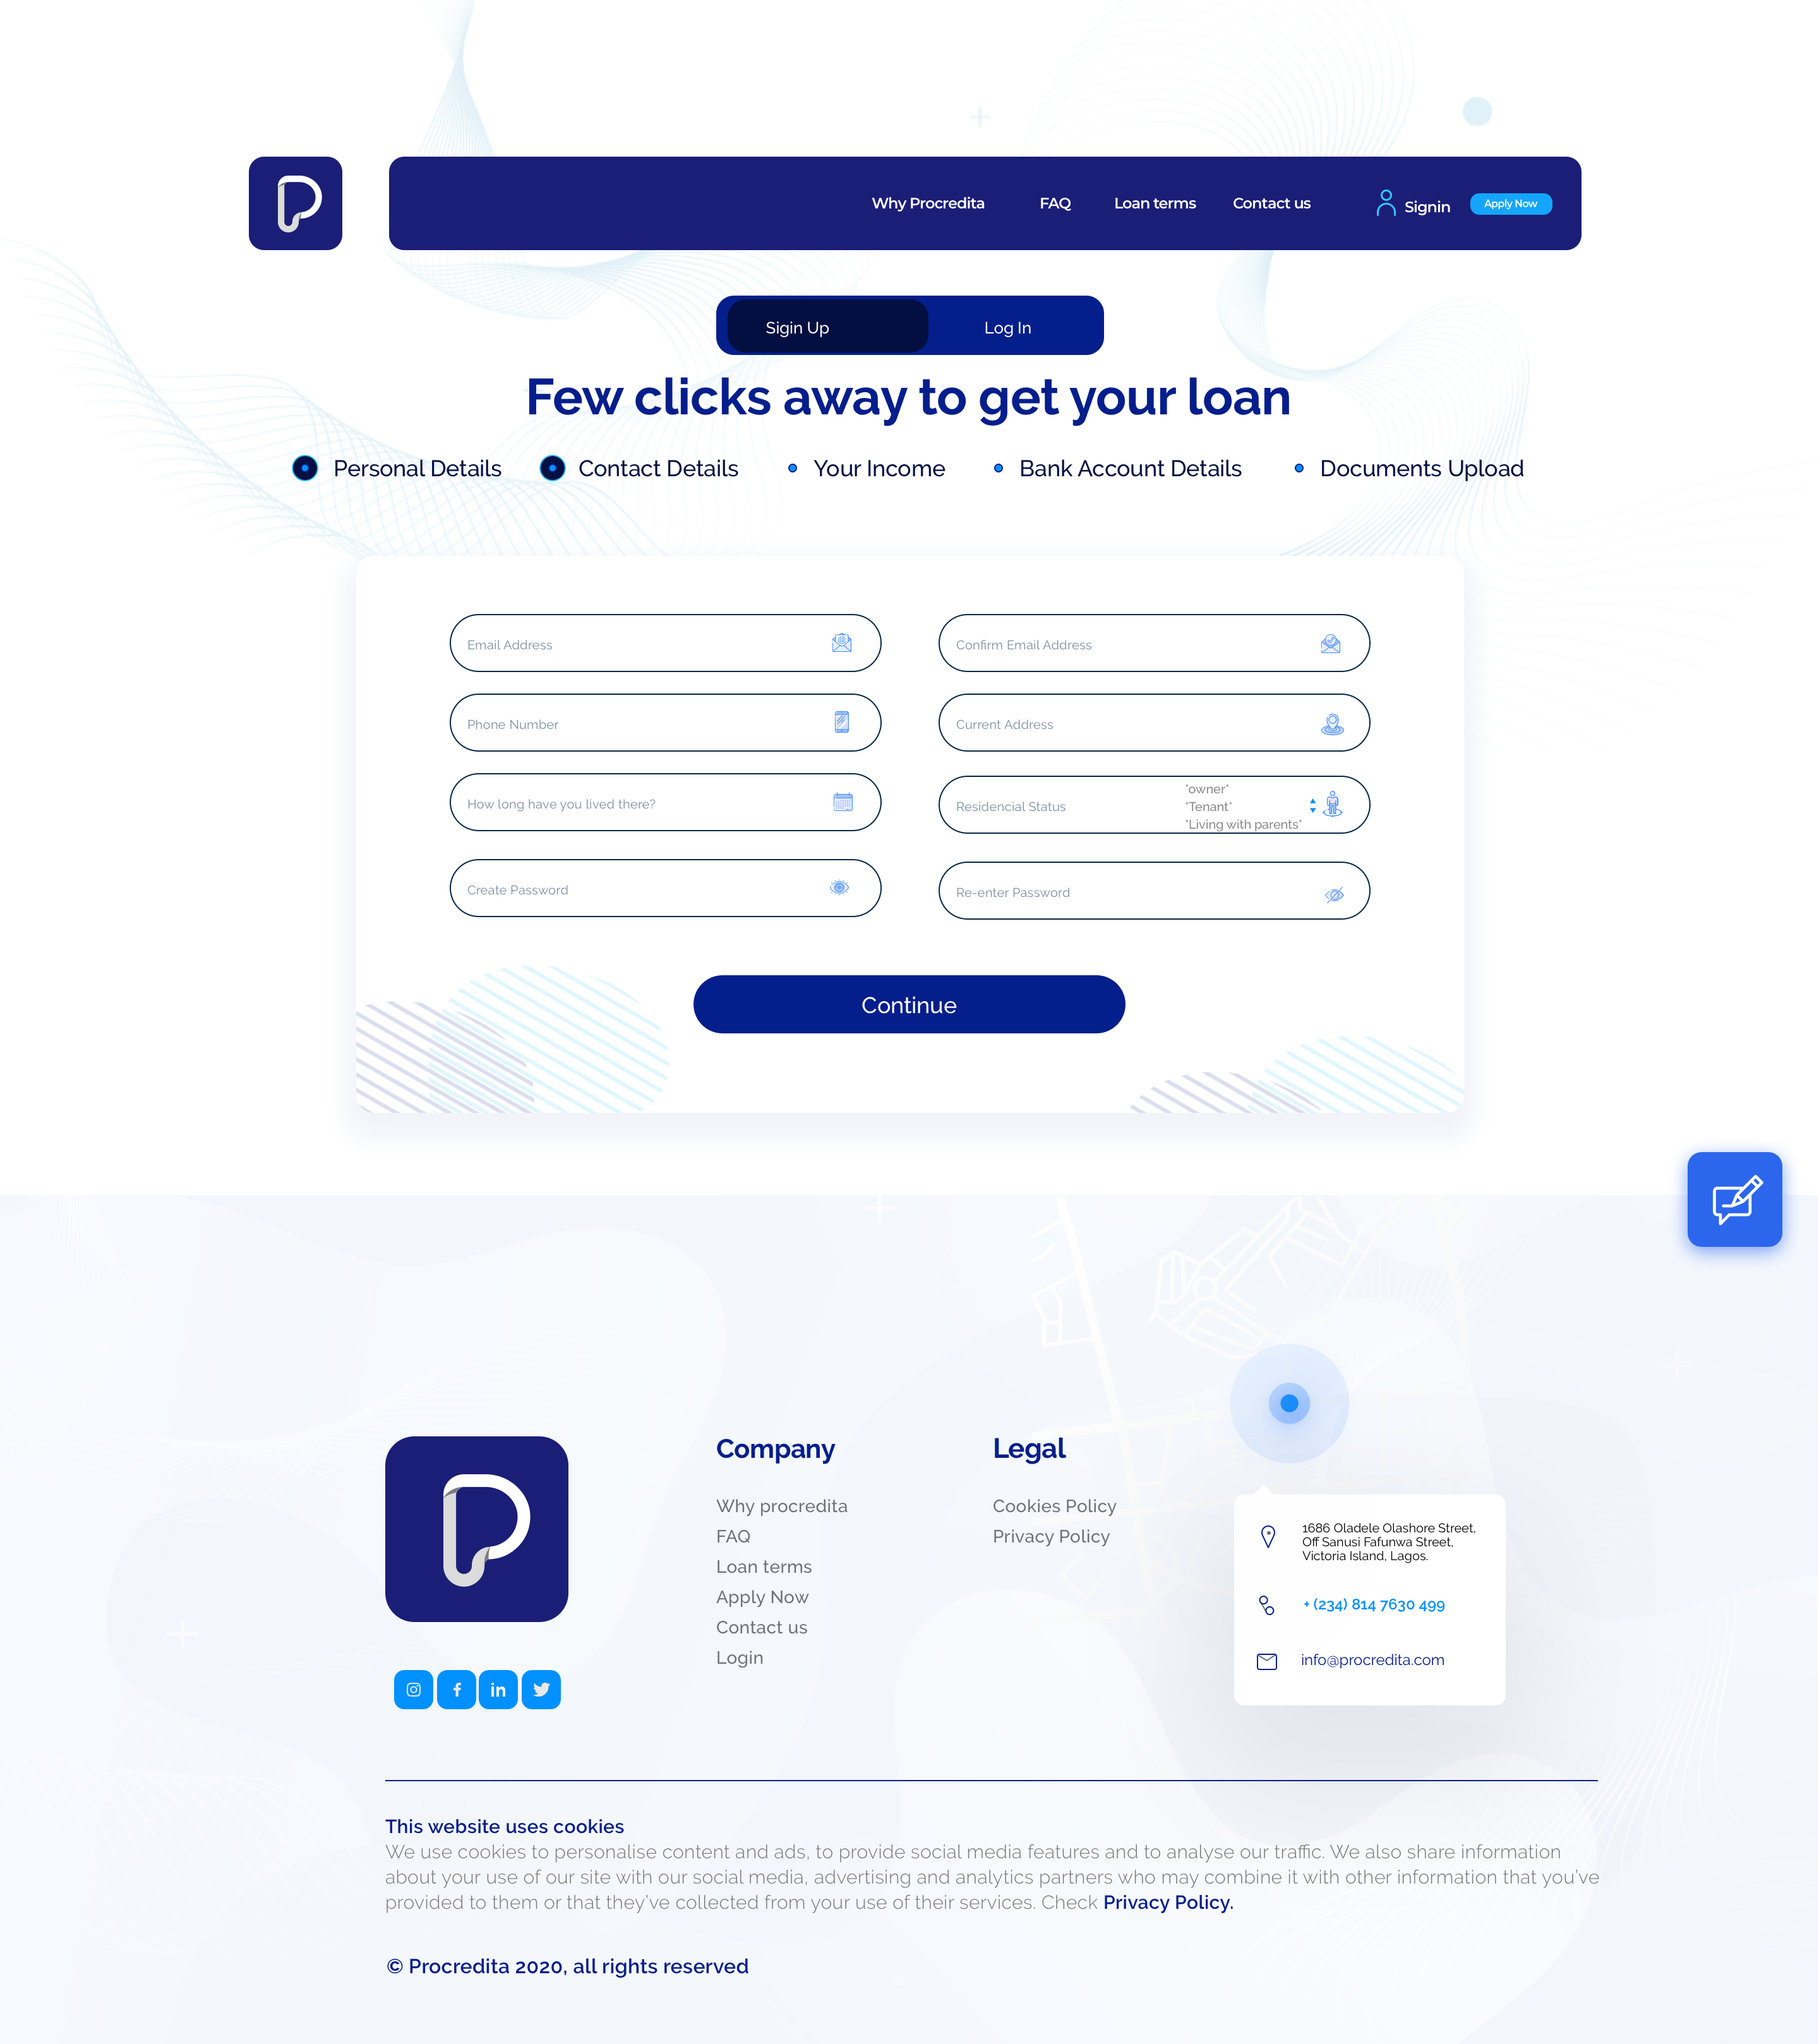 Why Procredita
FAQ
Loan terms
Contact us
Signin
Apply Now
Sigin Up
Log In
Few clicks away to get your loan
Personal Details
Contact Details
Your Income
Bank Account Details
Documents Upload
Email Address
Confirm Email Address
Phone Number
Current Address
How long have you lived there?
Residencial Status
"owner"
"Tenant"
"Living with parents"
Create Password
Re-enter Password
Continue
Company
Why procredita
FAQ
Loan terms
Apply Now
Contact us
Login
Legal
Cookies Policy
Privacy Policy
1686 Oladele Olashore Street,
Off Sanusi Fafunwa Street,
Victoria Island, Lagos.
+ (234) 814 7630 499
info@procredita.com
This website uses cookies
We use cookies to personalise content and ads, to provide social media features and to analyse our traffic. We also share information
about your use of our site with our social media, advertising and analytics partners who may combine it with other information that you've
provided to them or that they've collected from your use of their services. Check Privacy Policy.
© Procredita 2020, all rights reserved